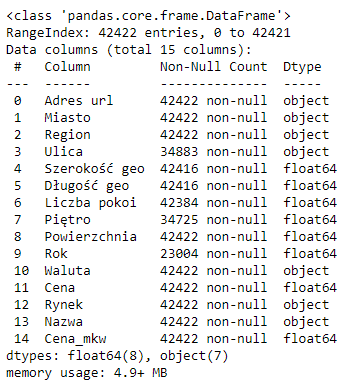 <class 'pandas.core.frame.DataFrame'>
RangeIndex: 42422 entries, 0 to 42421
Data columns (total 15 columns):
 #   Column         Non-Null Count  Dtype
---  ------         --------------  -----
 0   Adres url      42422 non-null  object
 1   Miasto         42422 non-null  object
 2   Region         42422 non-null  object
 3   Ulica          34883 non-null  object
 4   Szerokość geo  42416 non-null  float64
 5   Długość geo    42416 non-null  float64
 6   Liczba pokoi   42384 non-null  float64
 7   Piętro         34725 non-null  float64
 8   Powierzchnia   42422 non-null  float64
 9   Rok            23004 non-null  float64
 10  Waluta         42422 non-null  object
 11  Cena           42422 non-null  float64
 12  Rynek          42422 non-null  object
 13  Nazwa          42422 non-null  object
 14  Cena_mkw       42422 non-null  float64
dtypes: float64(8), object(7)
memory usage: 4.9+ MB